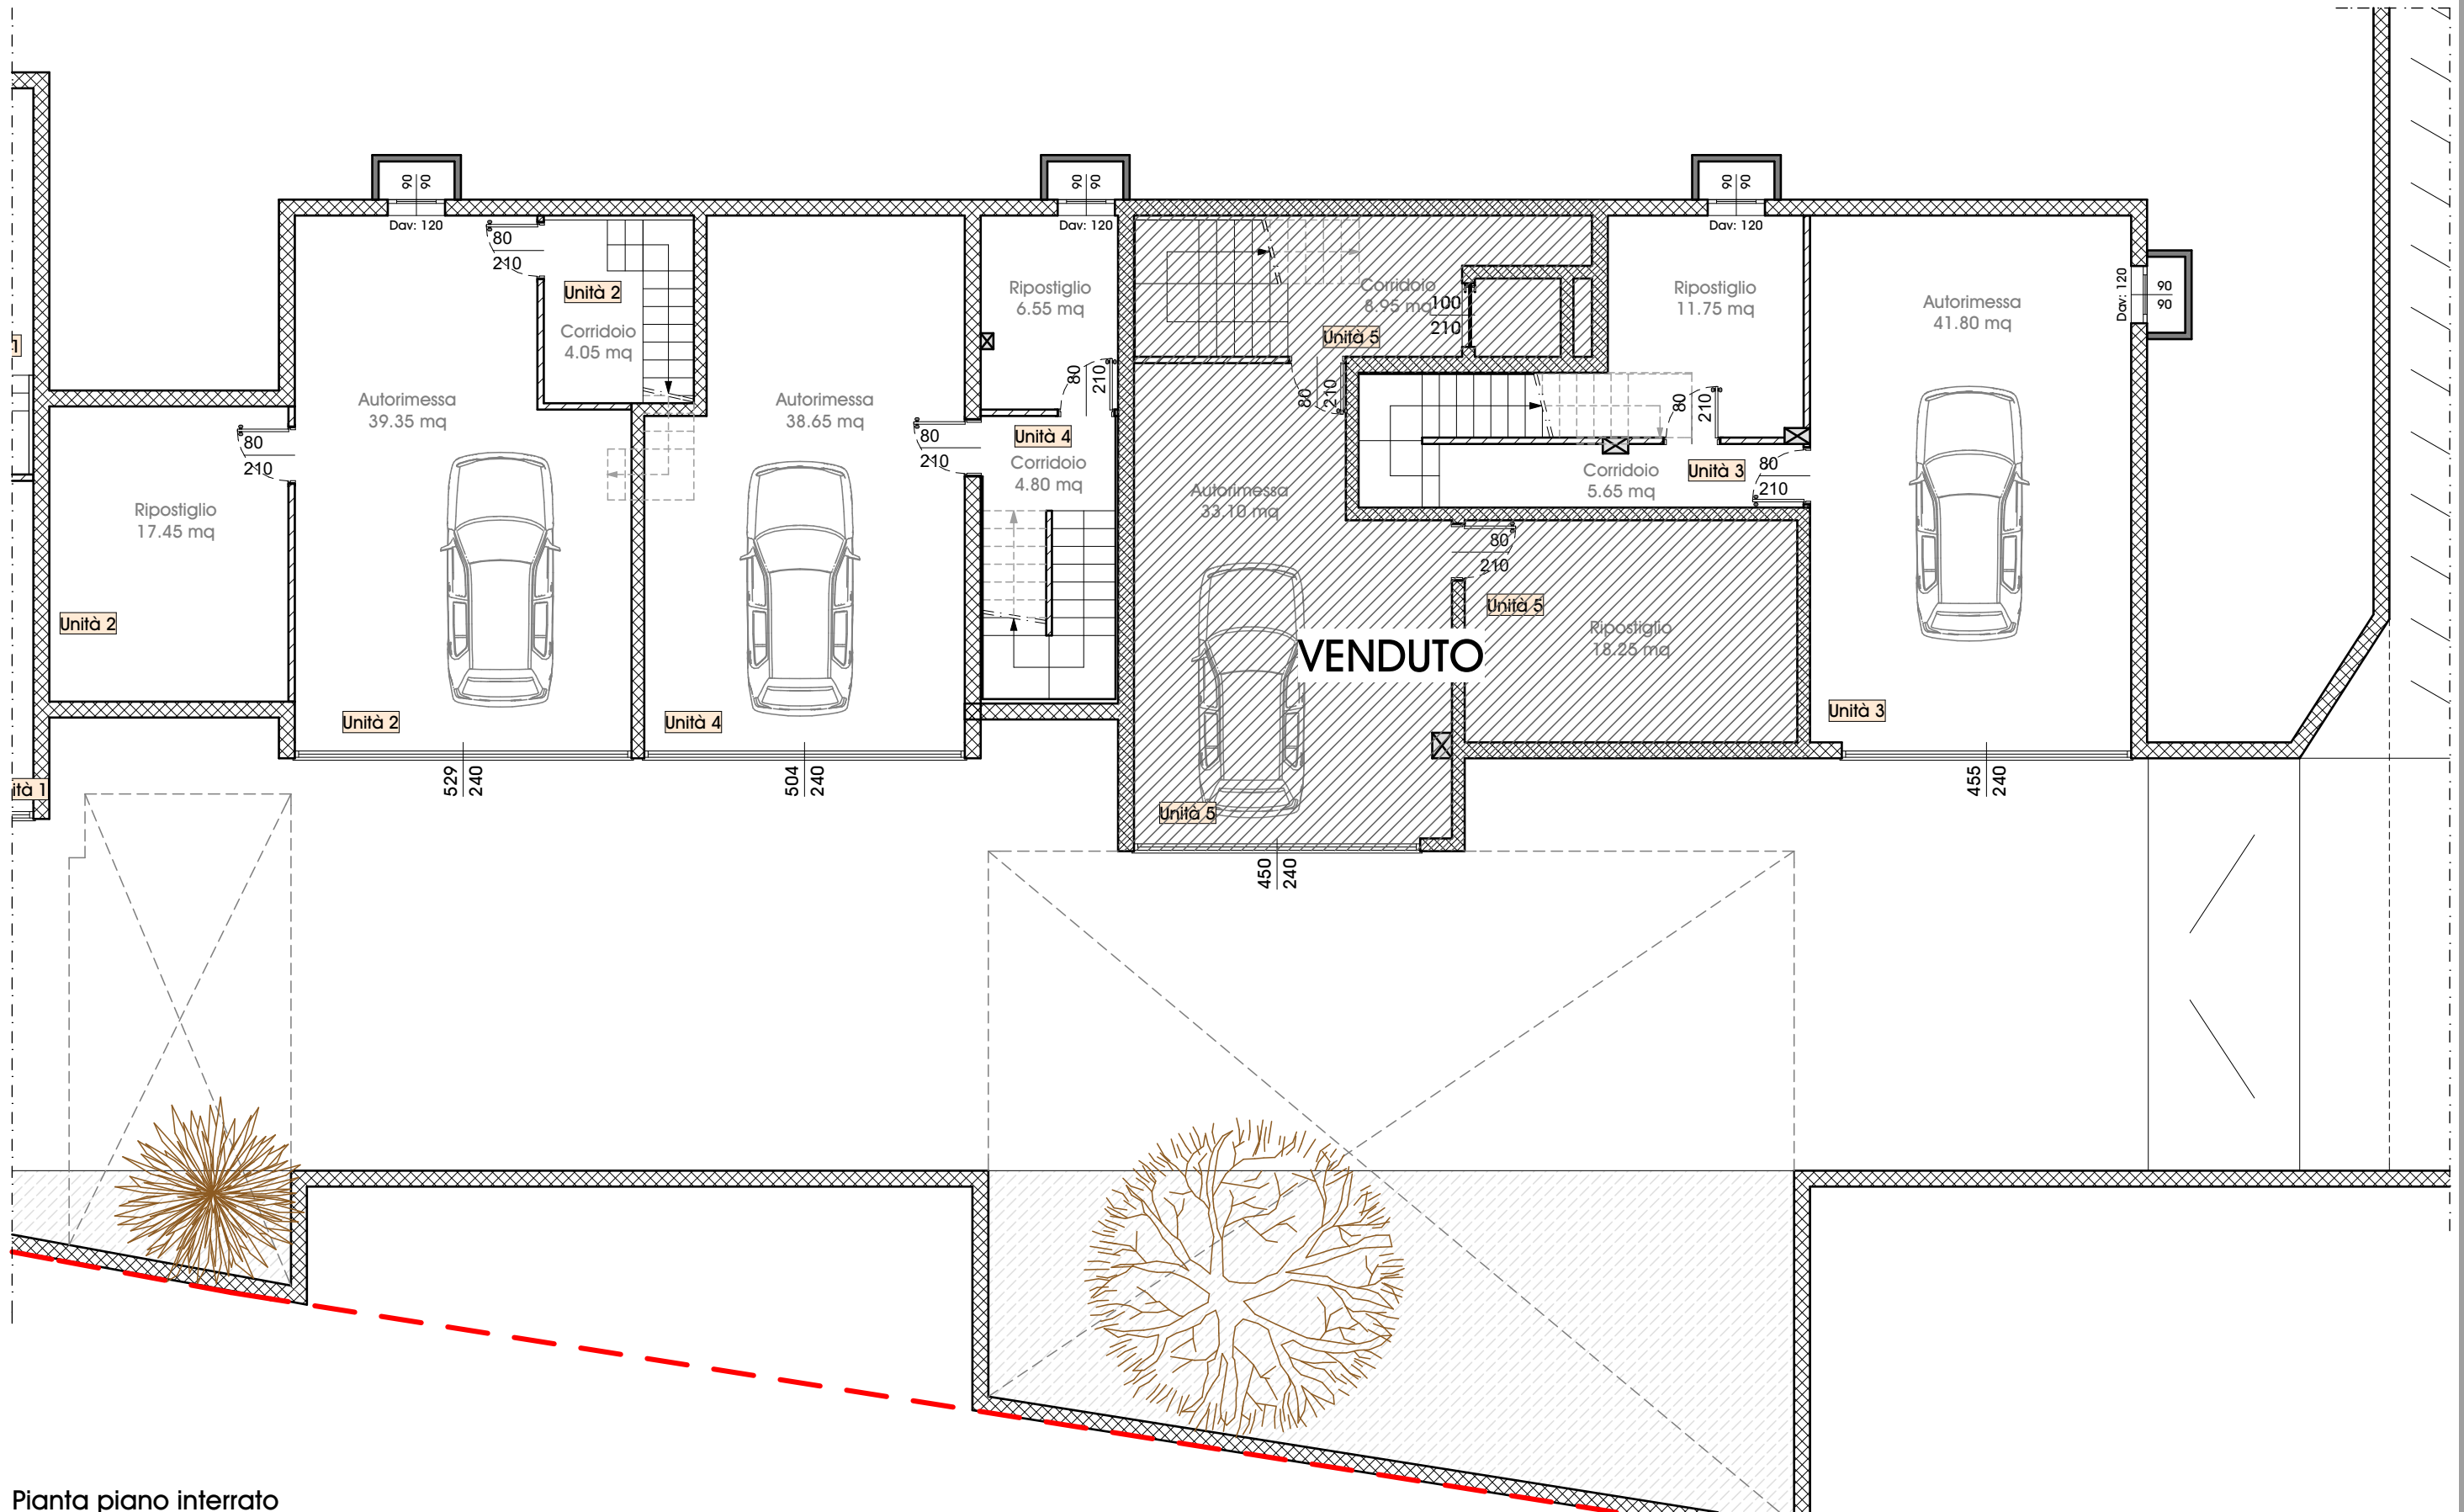 90 90
Dav: 120
90 90
Dav: 120
90 90
Dav: 120
Dav: 120
90
90
80
210
Unità 2
Corridoio
4.05 mq
Autorimessa
39.35 mq
80
210
Ripostiglio
17.45 mq
Unità 2
Unità 2
529
240
Autorimessa
38.65 mq
80
210
Unità 4
504
240
Ripostiglio
6.55 mq
80
210
Unità 4
Corridoio
4.80 mq
Corridoio
8.95 mq
100
210
Unità 5
80
210
Autorimessa
33.10 mq
80
210
Unità 5
Ripostiglio
18.25 mq
VENDUTO
Unità 5
450
240
Ripostiglio
11.75 mq
80
210
Corridoio
5.65 mq
Unità 3
80
210
Autorimessa
41.80 mq
Unità 3
455
240
1
ità 1
Pianta piano interrato